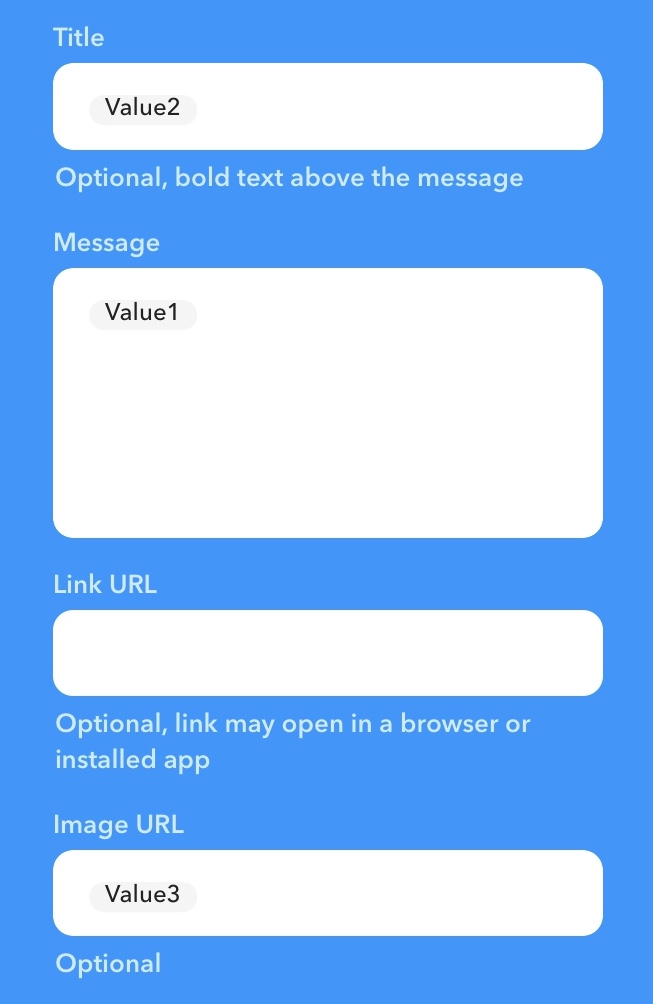 Title
Value2
Optional, bold text above the message
Message
Value1
Link URL
Optional, link may open in a browser or
installed app
Image URL
Value3
Optional